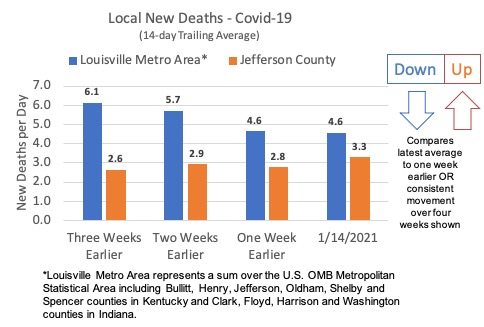 Local New Deaths - Covid-19
(14-day Trailing Average)
Louisville Metro Area* Jefferson County
Down Up
7.0
6.0
5.0
4.0
3.0
2.0
1.0
0.0
New Deaths per Day
6.1
2.6
5.7
2.9
4.6
2.8
4.6
3.3
Three Weeks
Earlier
Two Weeks
Earlier
One Week
Earlier
1/14/2021
Compares
latest average
to one week
earlier OR
consistent
movement
over four
weeks shown
*Louisville Metro Area represents a sum over the U.S. OMB Metropolitan
Statistical Area including Bullitt, Henry, Jefferson, Oldham, Shelby and
Spencer counties in Kentucky and Clark, Floyd, Harrison and Washington
counties in Indiana.